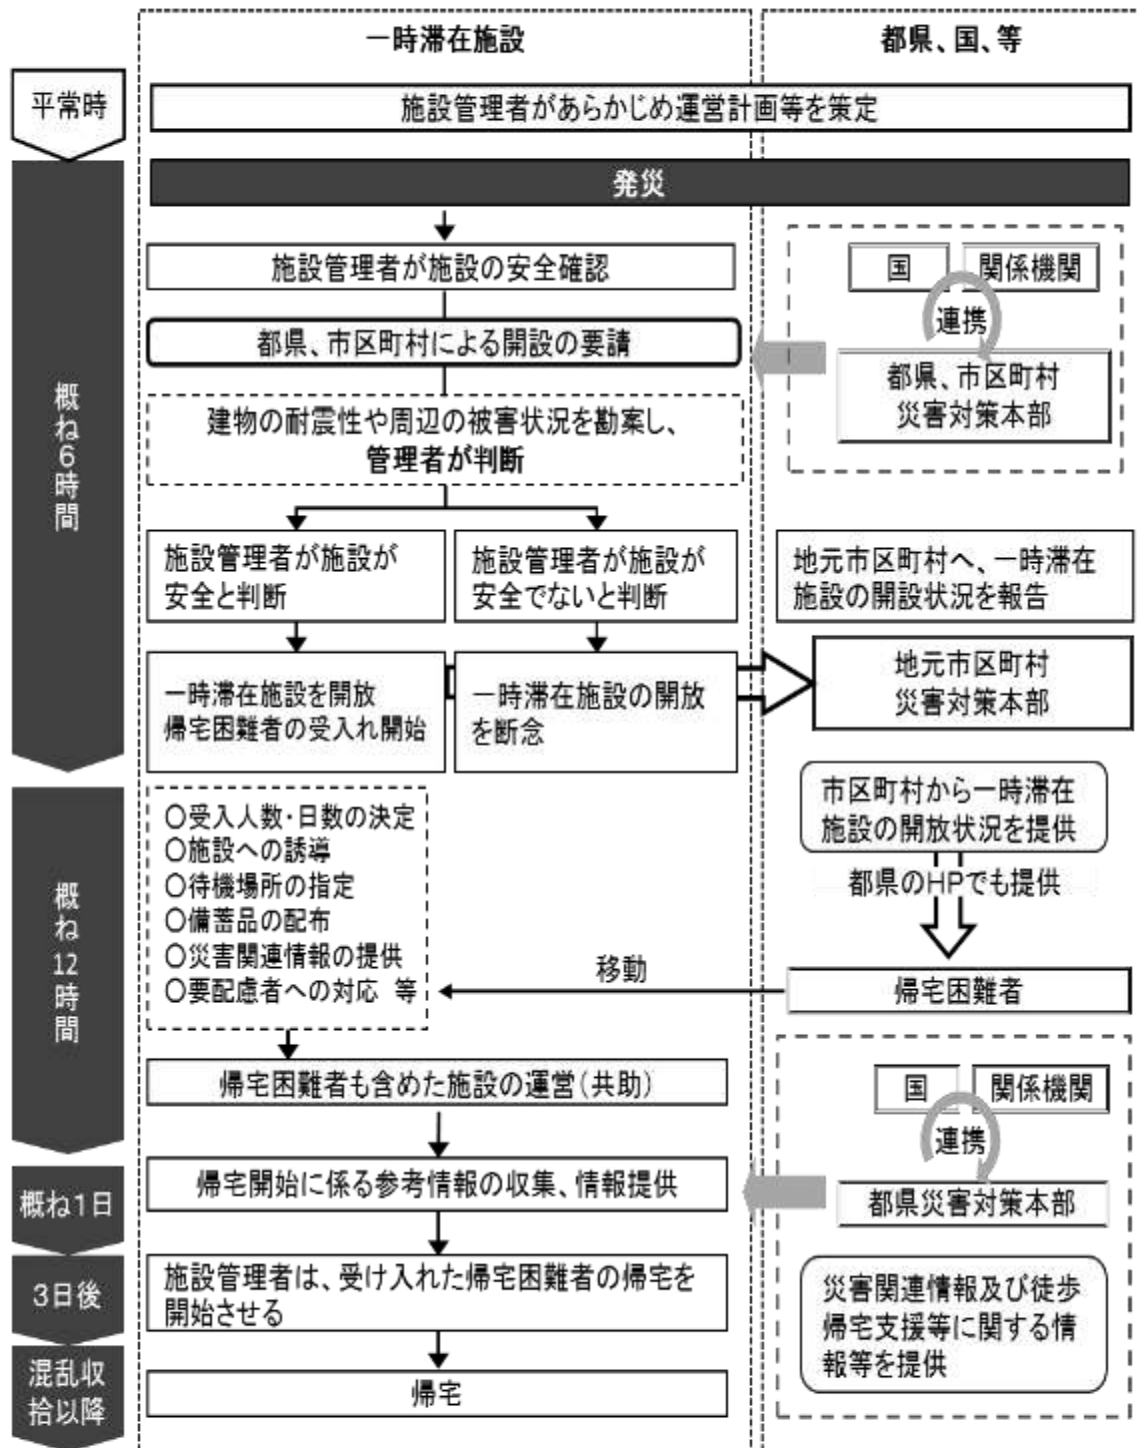 一時滞在施設
都県、国、等
平常時
施設管理者があらかじめ運営計画等を策定
発災
概ね6時間
施設管理者が施設の安全確認
国
関係機関
連携
都県、市区町村による開設の要請
都県、市区町村
災害対策本部
建物の耐震性や周辺の被害状況を勘案し、
管理者が判断
施設管理者が施設が
安全と判断
施設管理者が施設が
安全でないと判断
地元市区町村へ、一時滞在
施設の開設状況を報告
一時滞在施設を開放
帰宅困難者の受入れ開始
一時滞在施設の開放
を断念
地元市区町村
災害対策本部
概ね12時間
○受入人数・日数の決定
○施設への誘導
○待機場所の指定
○備蓄品の配布
○災害関連情報の提供
○要配慮者への対応 等
市区町村から一時滞在
施設の開放状況を提供
都県のHPでも提供
移動
帰宅困難者
帰宅困難者も含めた施設の運営(共助)
国
関係機関
連携
概ね1日
帰宅開始に係る参考情報の収集、情報提供
都県災害対策本部
3日後
施設管理者は、受け入れた帰宅困難者の帰宅を
開始させる
災害関連情報及び徒歩
帰宅支援等に関する情
報等を提供
混乱収
拾以降
帰宅